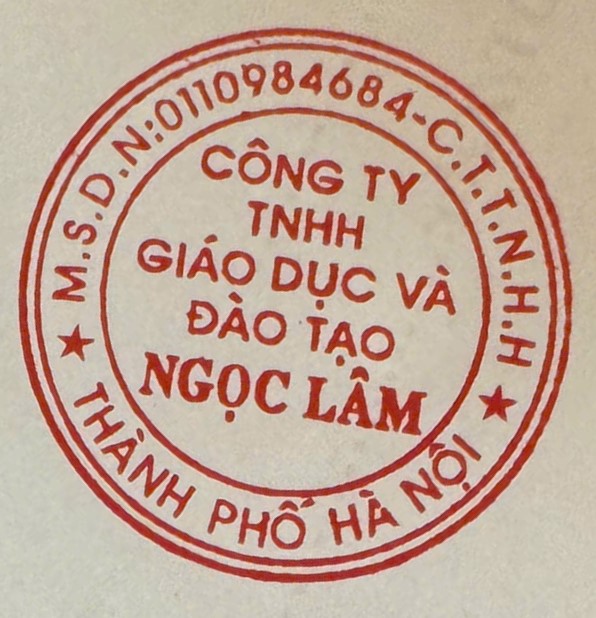 M.S.D.N:0110984684-C.T.T.N.H.H
CÔNG TY
TNHH
GIÁO DỤC VÀ
ĐÀO TẠO
NGỌC LÂM
★ THÀNH PHỐ HÀ NỘI ★